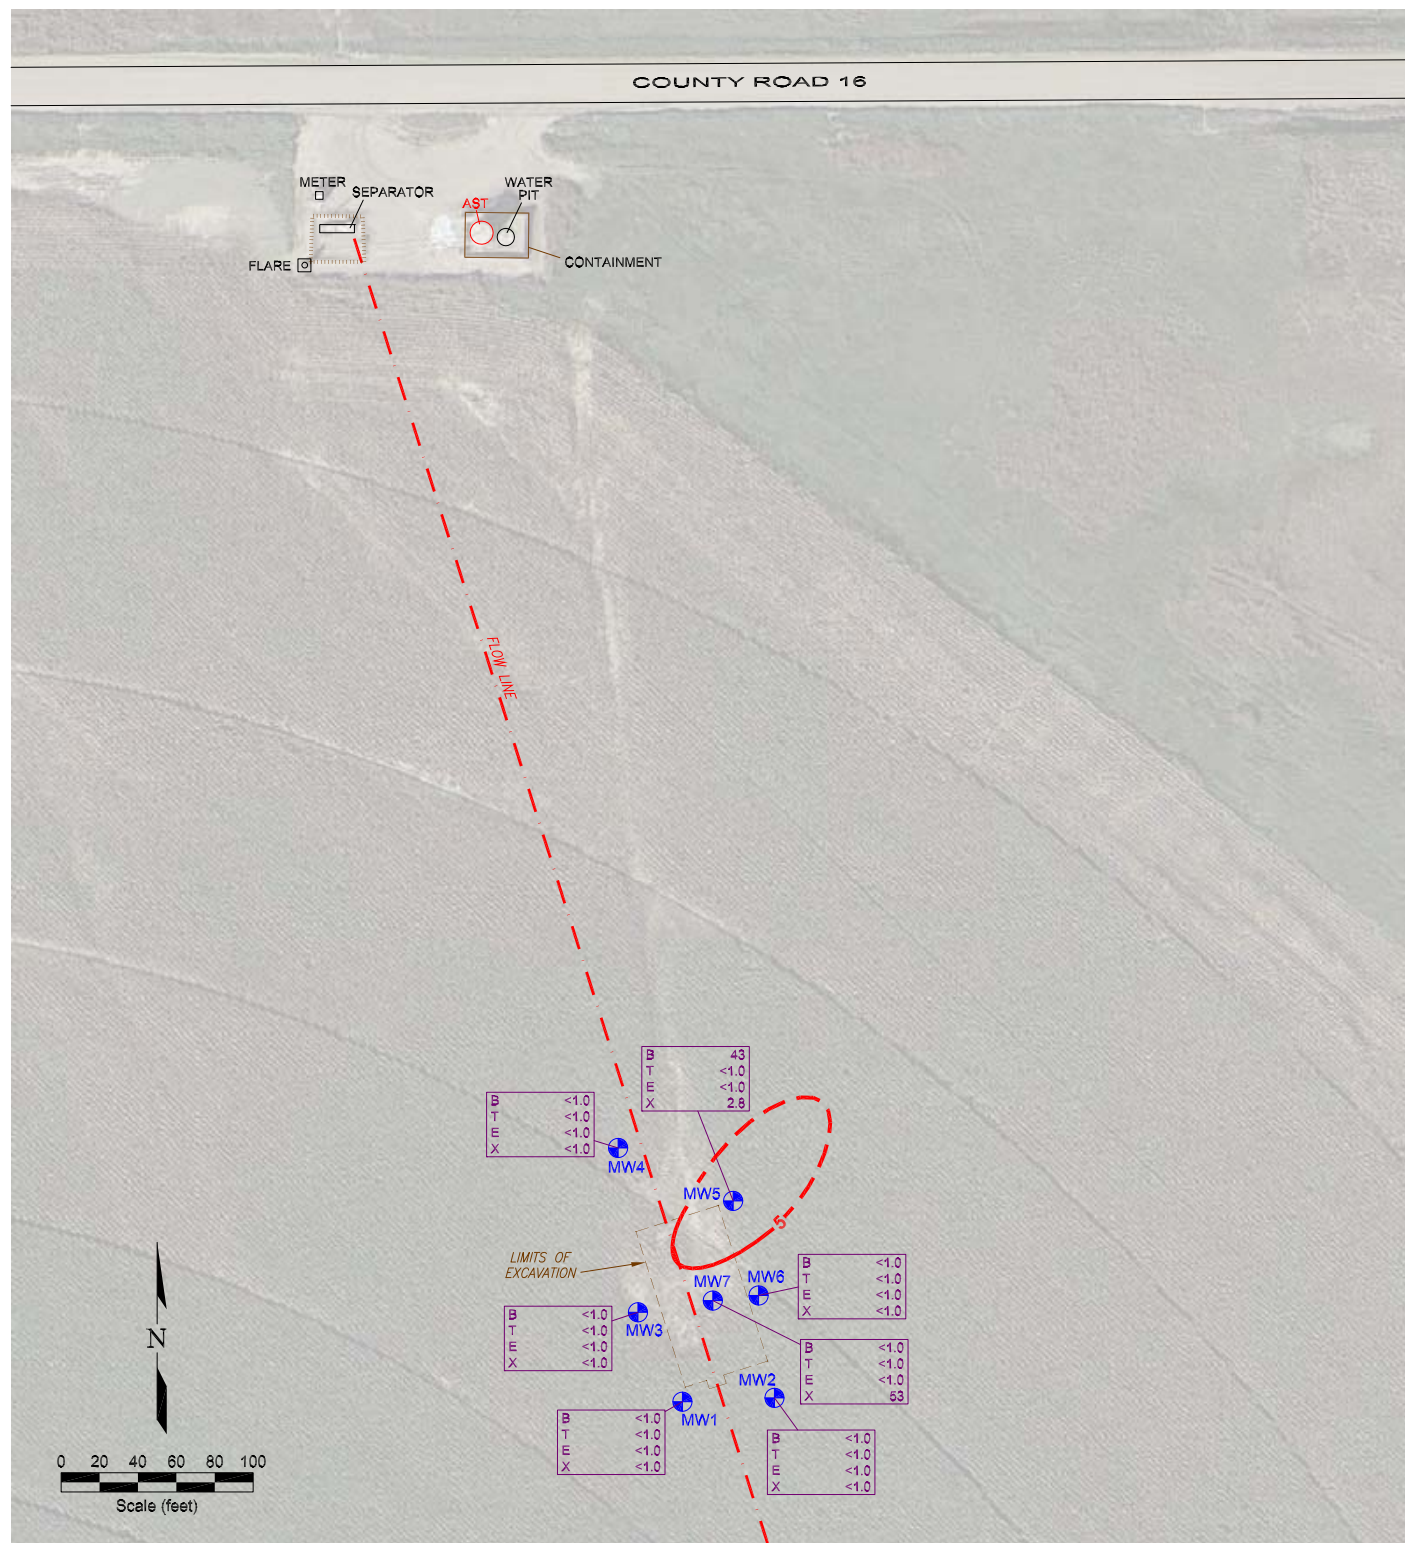 COUNTY ROAD 16
METER
SEPARATOR
WATER
PIT
AST
FLARE
CONTAINMENT
FLOW LINE
B 43
T <1.0
E <1.0
X 2.8
B <1.0
T <1.0
E <1.0
X <1.0
MW4
MW5
5
LIMITS OF
EXCAVATION
B <1.0
T <1.0
E <1.0
X <1.0
MW6
MW7
B <1.0
T <1.0
E <1.0
X <1.0
MW3
B <1.0
T <1.0
E <1.0
X 53
MW2
MW1
B <1.0
T <1.0
E <1.0
X <1.0
B <1.0
T <1.0
E <1.0
X <1.0
N
0 20 40 60 80 100
Scale (feet)